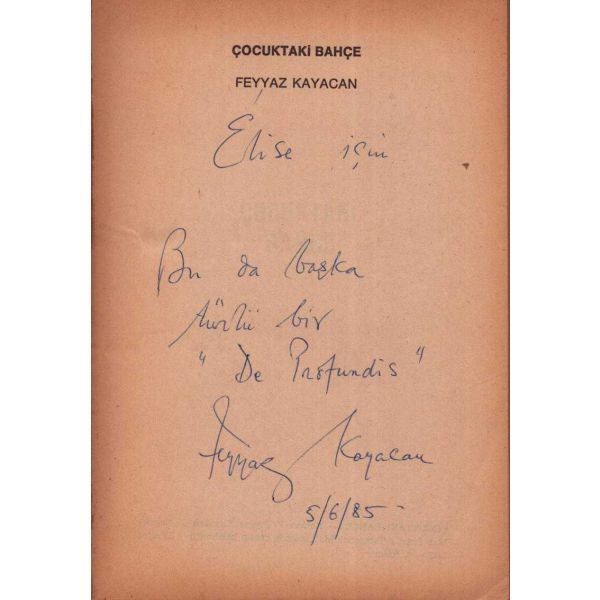 ÇOCUKTAKİ BAHÇE
FEYYAZ KAYACAN
Elise için
Bu da başka
türlü bir
"De Profundis"
Feyyaz Kayacan
5/6/85